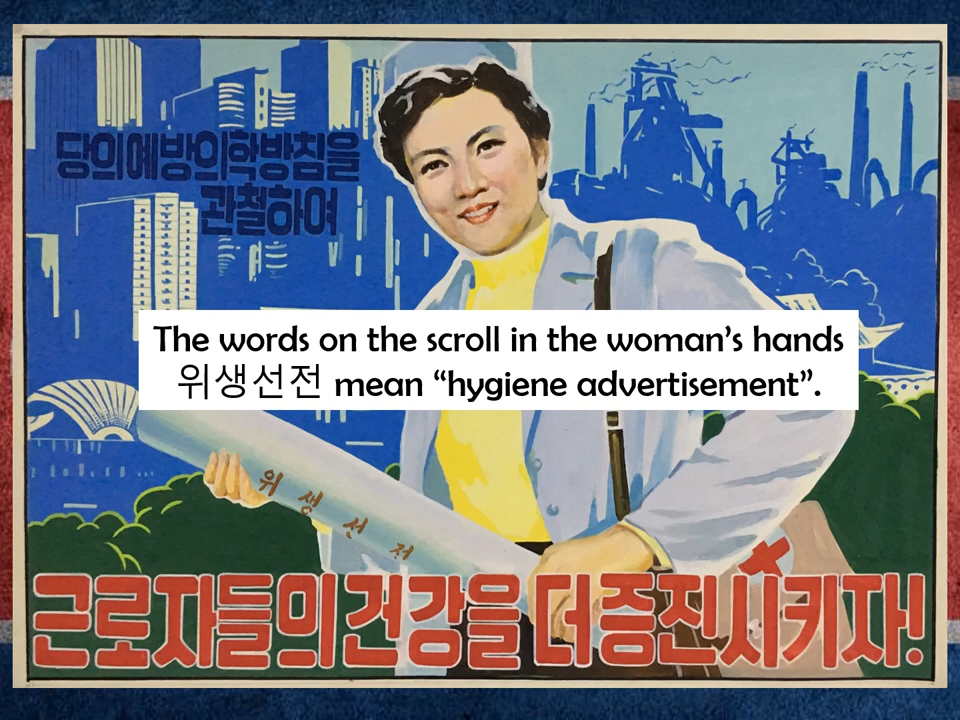 당의예방의학방침을
관철하여
The words on the scroll in the woman’s hands
위생선전 mean “hygiene advertisement”.
위생선전
근로자들의건강을 더증진시키자!